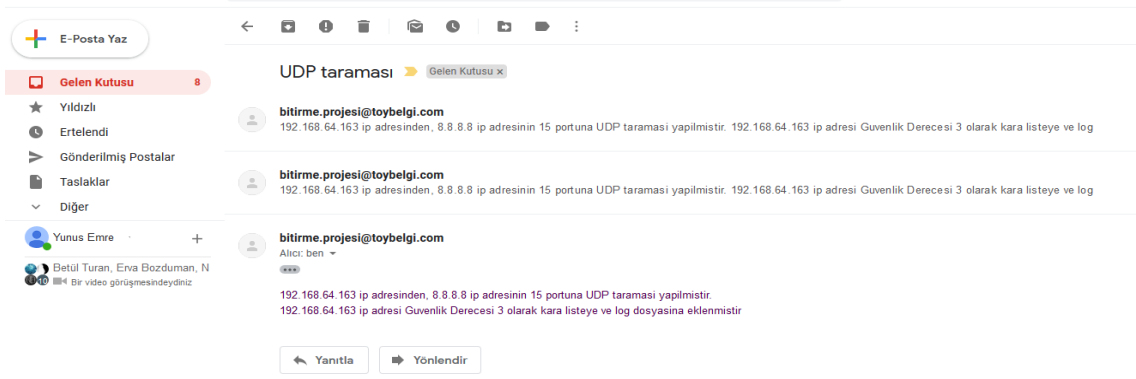 E-Posta Yaz
Gelen Kutusu 8
Yıldızlı
Ertelendi
Gönderilmiş Postalar
Taslaklar
Diğer
Yunus Emre
Betül Turan, Erva Bozduman, N
10 Bir video görüşmesindeydiniz
UDP taraması Gelen Kutusu x
bitirme.projesi@toybelgi.com
192.168.64.163 ip adresinden, 8.8.8.8 ip adresinin 15 portuna UDP taramasi yapilmistir. 192.168.64.163 ip adresi Guvenlik Derecesi 3 olarak kara listeye ve log
bitirme.projesi@toybelgi.com
192.168.64.163 ip adresinden, 8.8.8.8 ip adresinin 15 portuna UDP taramasi yapilmistir. 192.168.64.163 ip adresi Guvenlik Derecesi 3 olarak kara listeye ve log
bitirme.projesi@toybelgi.com
Alıcı: ben
192.168.64.163 ip adresinden, 8.8.8.8 ip adresinin 15 portuna UDP taramasi yapilmistir.
192.168.64.163 ip adresi Guvenlik Derecesi 3 olarak kara listeye ve log dosyasina eklenmistir
Yanıtla
Yönlendir